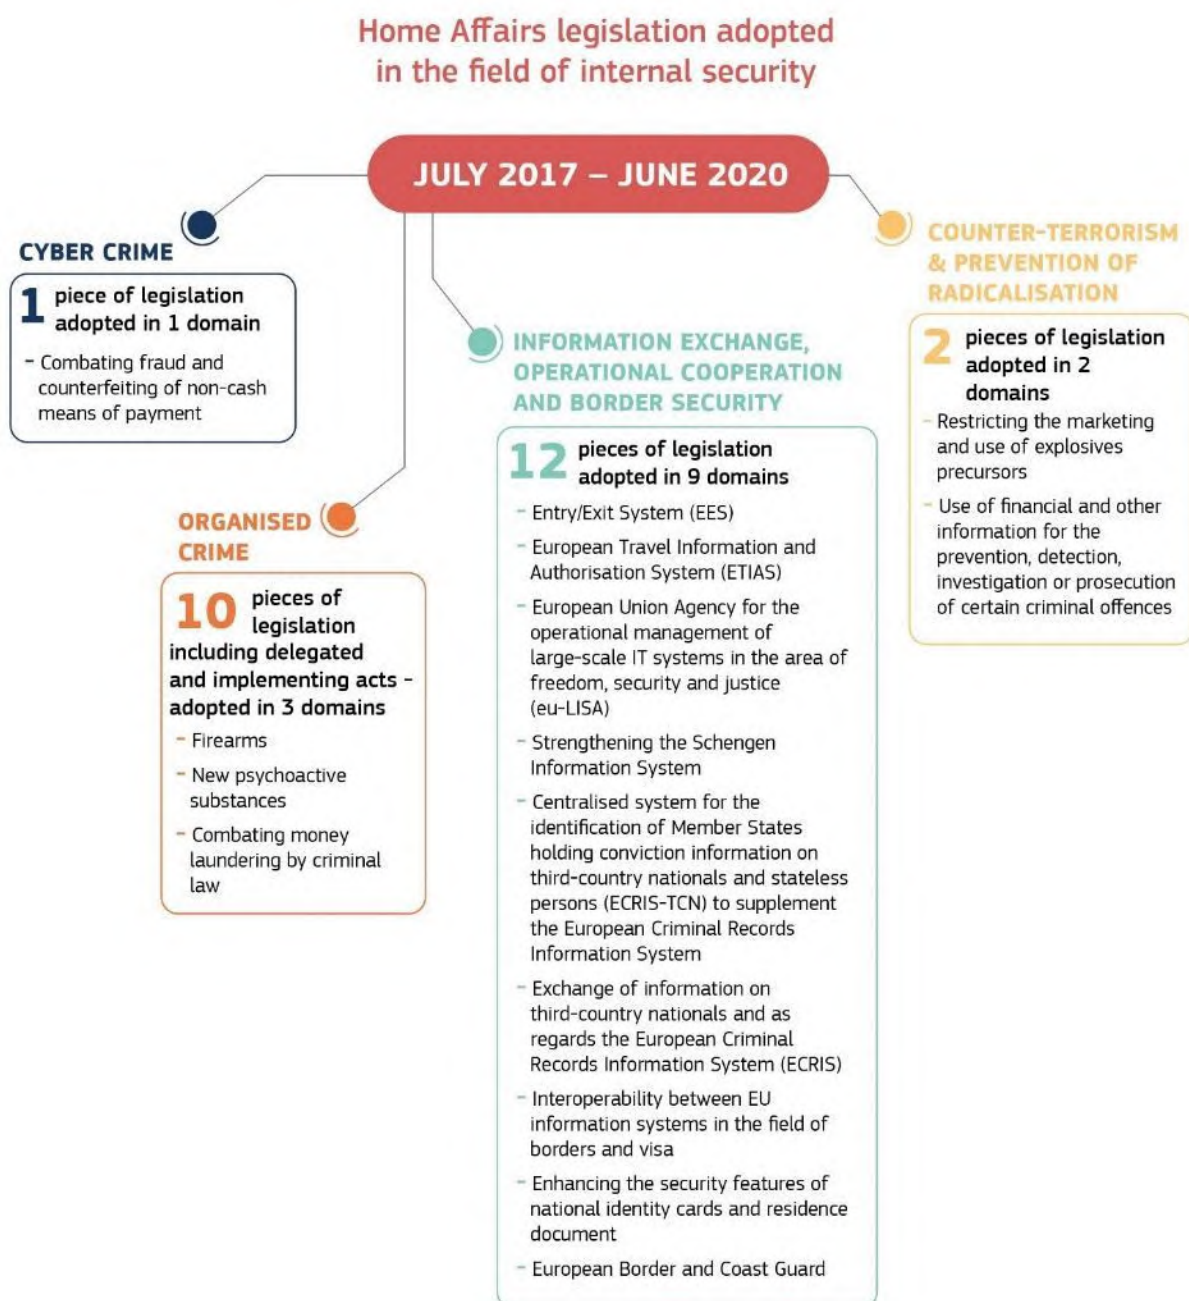 Home Affairs legislation adopted
in the field of internal security
JULY 2017 – JUNE 2020
CYBER CRIME
1 piece of legislation
adopted in 1 domain
- Combating fraud and
counterfeiting of non-cash
means of payment
ORGANISED
CRIME
10 pieces of
legislation
including delegated
and implementing acts -
adopted in 3 domains
- Firearms
- New psychoactive
substances
- Combating money
laundering by criminal
law
INFORMATION EXCHANGE,
OPERATIONAL COOPERATION
AND BORDER SECURITY
12 pieces of legislation
adopted in 9 domains
- Entry/Exit System (EES)
- European Travel Information and
Authorisation System (ETIAS)
- European Union Agency for the
operational management of
large-scale IT systems in the area of
freedom, security and justice
(eu-LISA)
- Strengthening the Schengen
Information System
- Centralised system for the
identification of Member States
holding conviction information on
third-country nationals and stateless
persons (ECRIS-TCN) to supplement
the European Criminal Records
Information System
- Exchange of information on
third-country nationals and as
regards the European Criminal
Records Information System (ECRIS)
- Interoperability between EU
information systems in the field of
borders and visa
- Enhancing the security features of
national identity cards and residence
document
- European Border and Coast Guard
COUNTER-TERRORISM
& PREVENTION OF
RADICALISATION
2 pieces of legislation
adopted in 2
domains
- Restricting the marketing
and use of explosives
precursors
- Use of financial and other
information for the
prevention, detection,
investigation or prosecution
of certain criminal offences